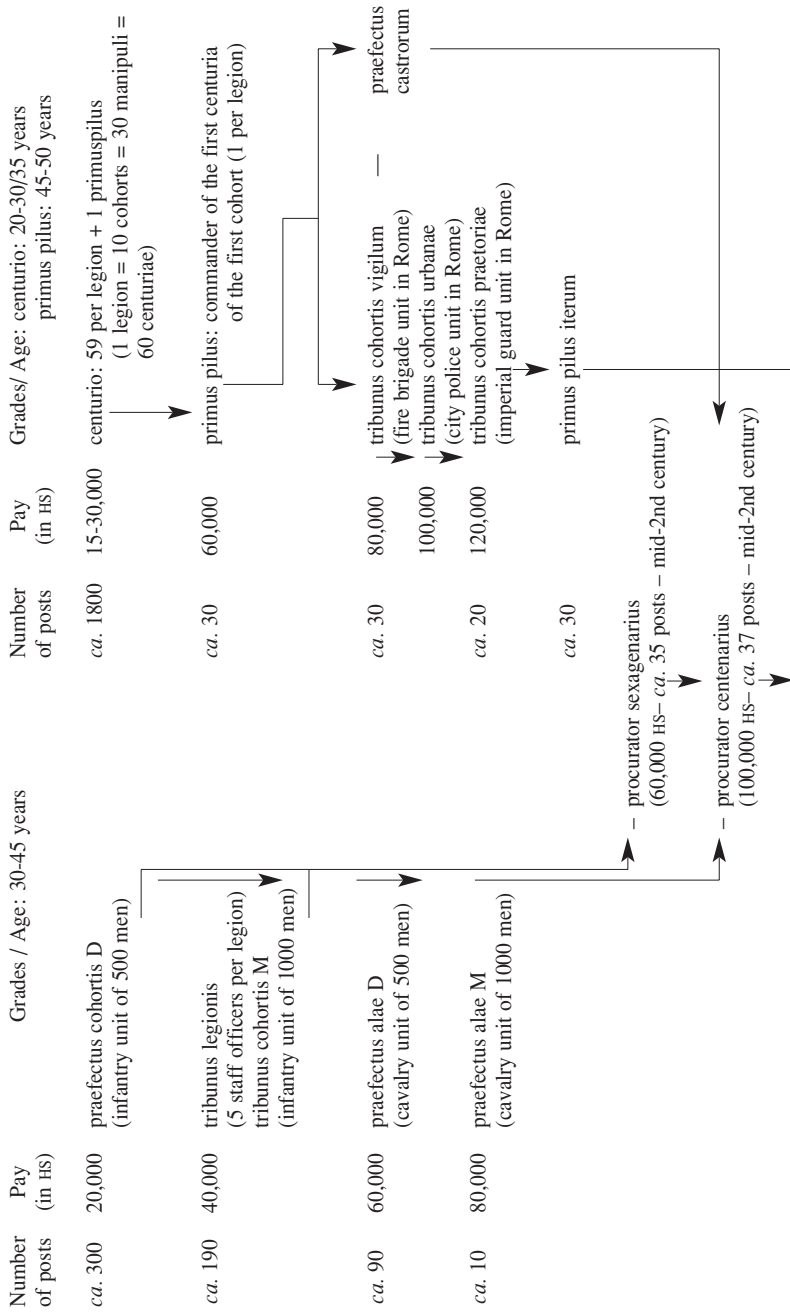 Number of posts
Pay (in HS)
Grades / Age: 30-45 years
ca. 300 20,000 praefectus cohortis D
(infantry unit of 500 men)
ca. 190 40,000 tribunus legionis
(5 staff officers per legion)
tribunus cohortis M
(infantry unit of 1000 men)
ca. 90 60,000 praefectus alae D
(cavalry unit of 500 men)
ca. 10 80,000 praefectus alae M
(cavalry unit of 1000 men)
Number of posts
Pay (in HS)
Grades/ Age: centurio: 20-30/35 years
primus pilus: 45-50 years
ca. 1800 15-30,000 centurio: 59 per legion + 1 primuspilus
(1 legion = 10 cohorts = 30 manipuli =
60 centuriae)
ca. 30 60,000 primus pilus: commander of the first centuria
of the first cohort (1 per legion)
ca. 30 80,000 tribunus cohortis vigilum — praefectus
(fire brigade unit in Rome) castrorum
100,000 tribunus cohortis urbanae
(city police unit in Rome)
ca. 20 120,000 tribunus cohortis praetoriae
(imperial guard unit in Rome)
ca. 30 primus pilus iterum
– procurator sexagenarius
(60,000 HS– ca. 35 posts – mid-2nd century)
– procurator centenarius
(100,000 HS– ca. 37 posts – mid-2nd century)